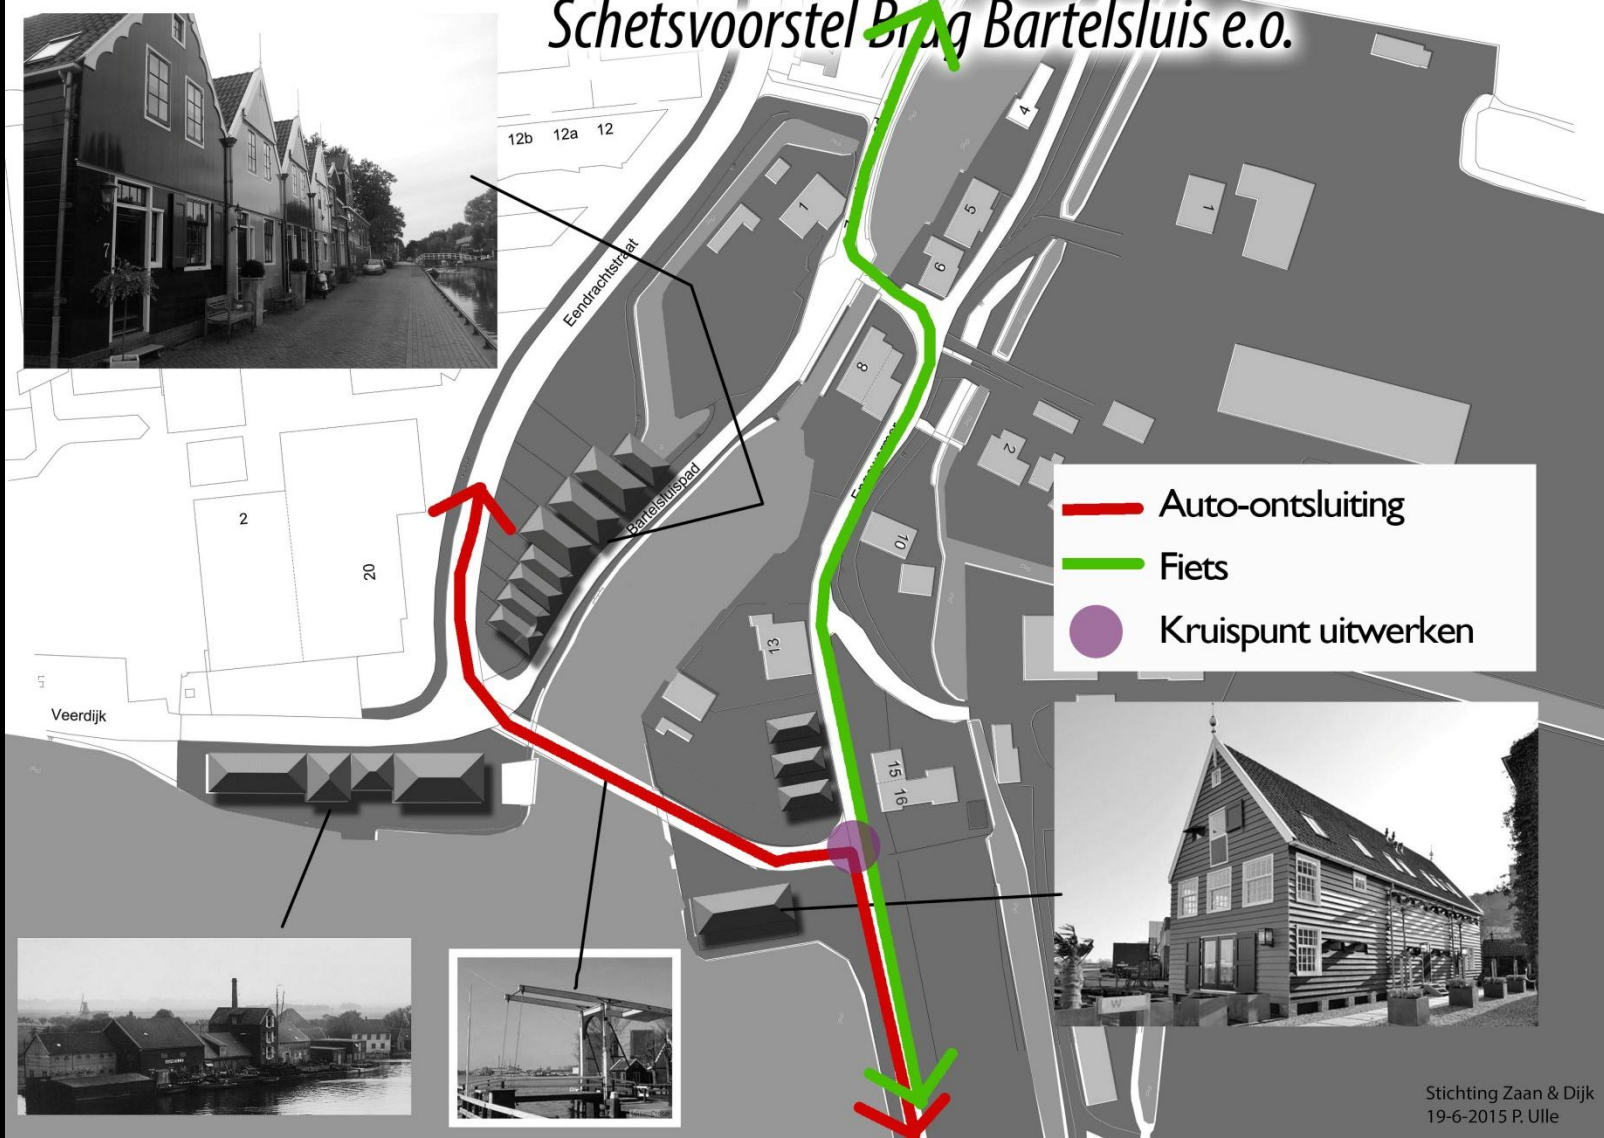 Schetsvoorstel Brug Bartelsluis e.o.
12b 12a 12
4
1
5
6
1
7
Eendrachtstraat
8
2
Bartelsluispad
2
20
10
13
Veerdijk
15
16
Auto-ontsluiting
Fiets
Kruispunt uitwerken
W
Stichting Zaan & Dijk
19-6-2015 P. Ulle